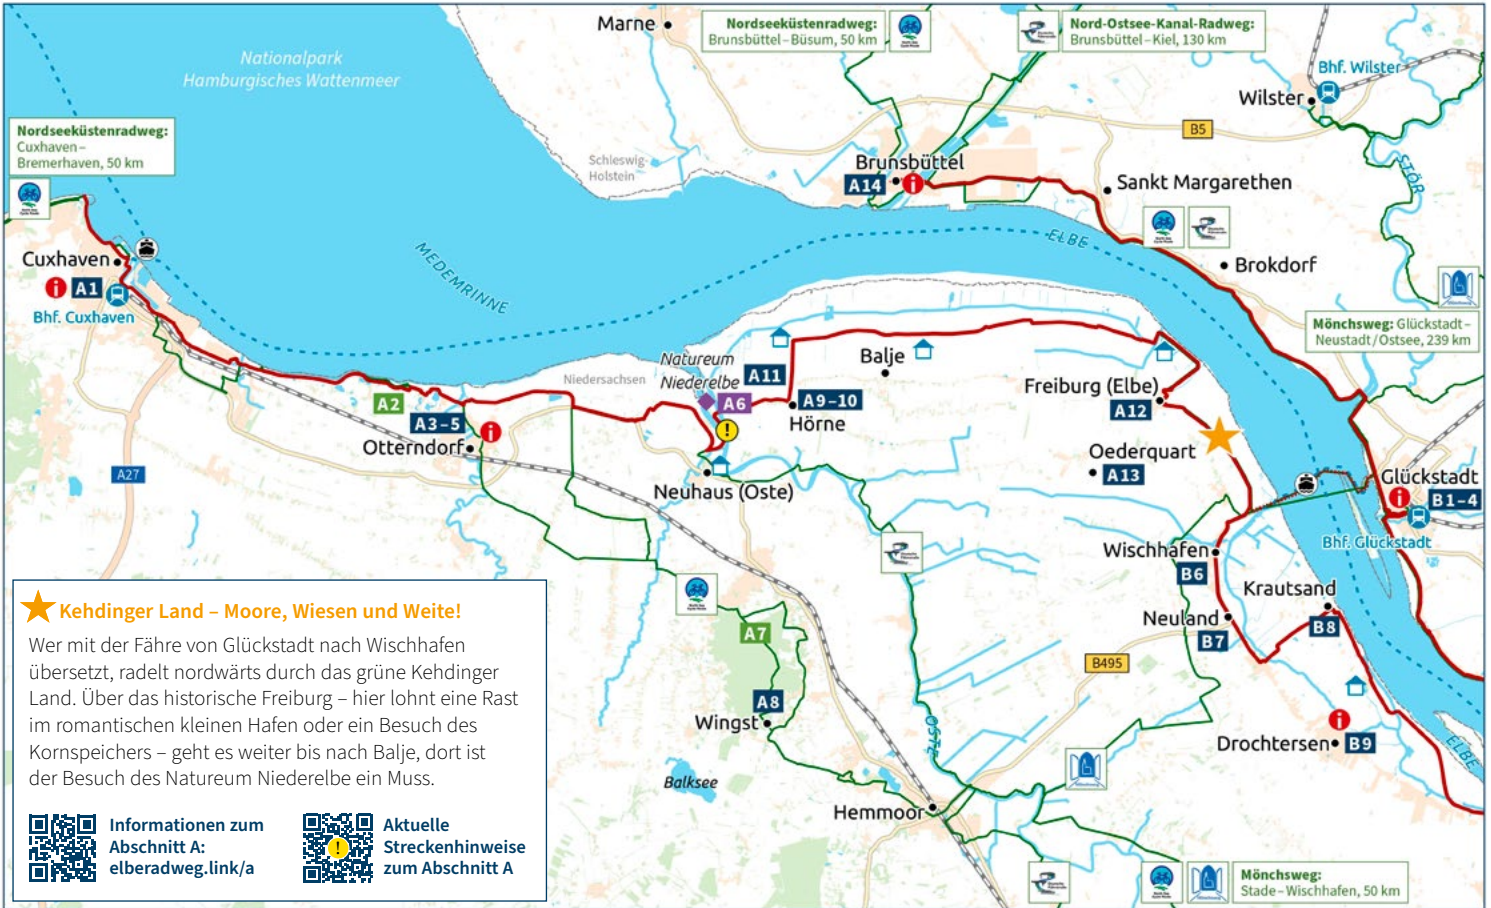 Marne
Nordseeküstenradweg:
Brunsbüttel – Büsum, 50 km
Nord-Ostsee-Kanal-Radweg:
Brunsbüttel – Kiel, 130 km
Nationalpark
Hamburgisches Wattenmeer
Bhf. Wilster
Wilster
B5
Nordseeküstenradweg:
Cuxhaven –
Bremerhaven, 50 km
Schleswig-
Holstein
Brunsbüttel
A14
i
STÖR
Sankt Margarethen
ELBE
MEDEMRINNE
Cuxhaven
i
A1
Bhf. Cuxhaven
Brokdorf
Mönchsweg: Glückstadt –
Neustadt / Ostsee, 239 km
Natureum
Niederelbe
A6
Niedersachsen
A11
Balje
A9–10
Hörne
Freiburg (Elbe)
A12
A2
A3–5
i
Otterndorf
!
Neuhaus (Oste)
Oederquart
A13
A27
Glückstadt
i
B1–4
Bhf. Glückstadt
Wischhafen
B6
Krautsand
B8
Neuland
B7
B495
A7
A8
Wingst
OSTE
i
Drochtersen
B9
ELBE
Balksee
Hemmoor
Mönchsweg:
Stade – Wischhafen, 50 km
Kehdinger Land – Moore, Wiesen und Weite!
Wer mit der Fähre von Glückstadt nach Wischhafen
übersetzt, radelt nordwärts durch das grüne Kehdinger
Land. Über das historische Freiburg – hier lohnt eine Rast
im romantischen kleinen Hafen oder ein Besuch des
Kornspeichers – geht es weiter bis nach Balje, dort ist
der Besuch des Natureum Niederelbe ein Muss.
Informationen zum
Abschnitt A:
elberadweg.link/a
!
Aktuelle
Streckenhinweise
zum Abschnitt A